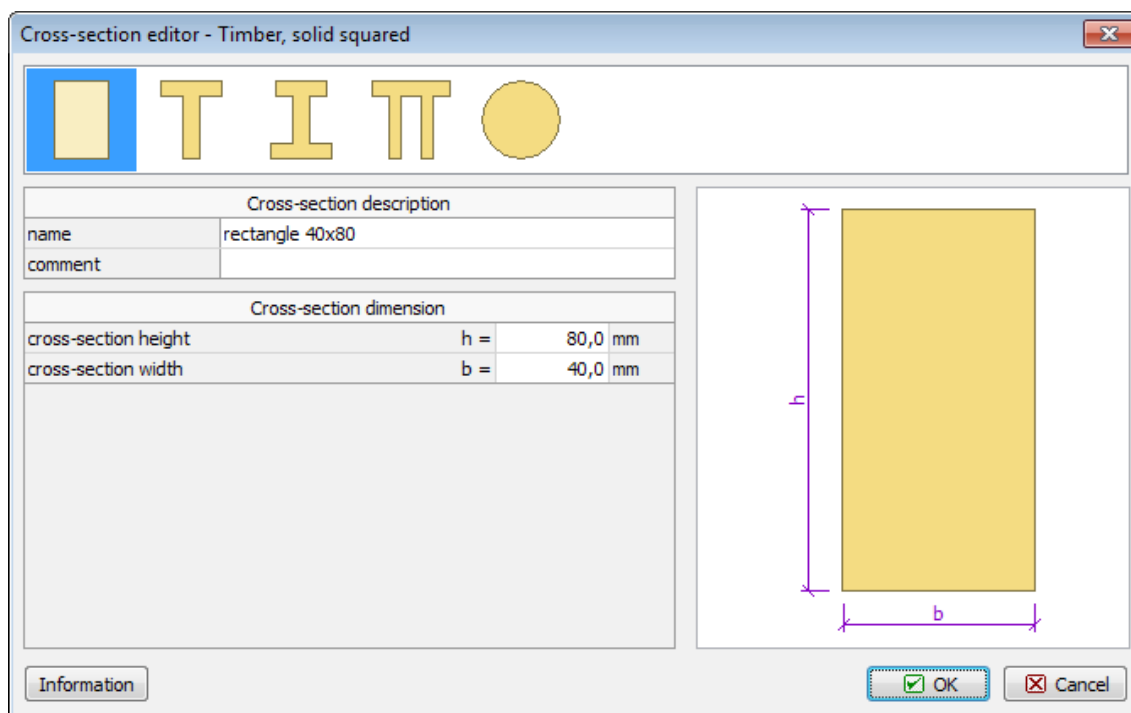 Cross-section editor - Timber, solid squared
Cross-section description
name rectangle 40x80
comment
Cross-section dimension
cross-section height h = 80,0 mm
cross-section width b = 40,0 mm
h
b
Information
OK
Cancel